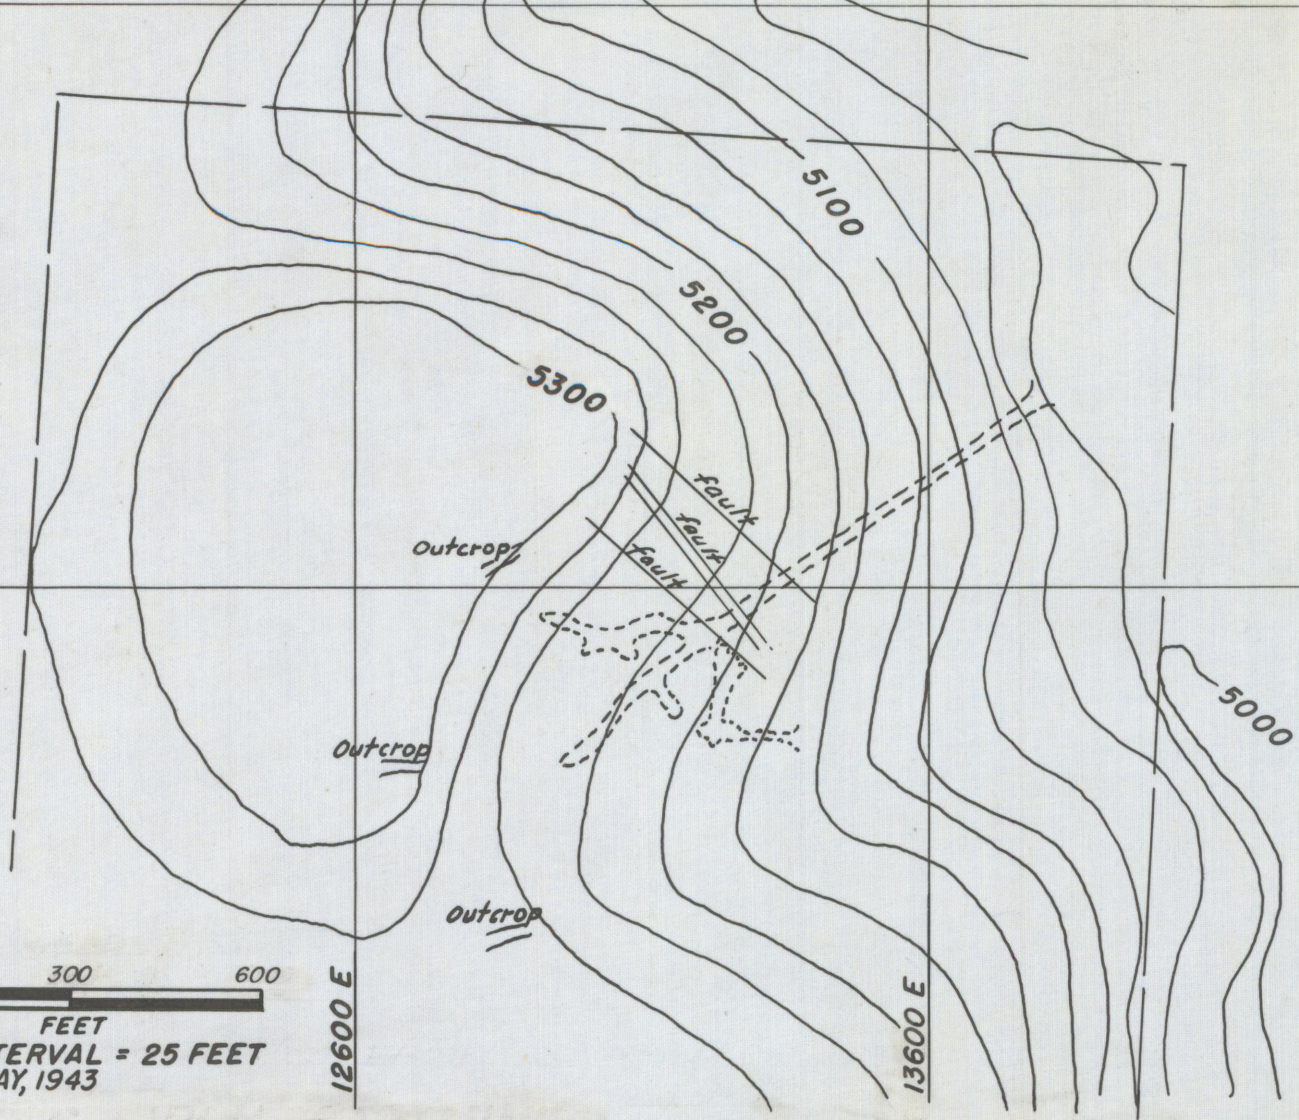 5100
5200
5300
fault
fault
Outcrop
fault
5000
Outcrop
Outcrop
300 600
FEET
TERVAL = 25 FEET
AY, 1943
12600 E
13600 E